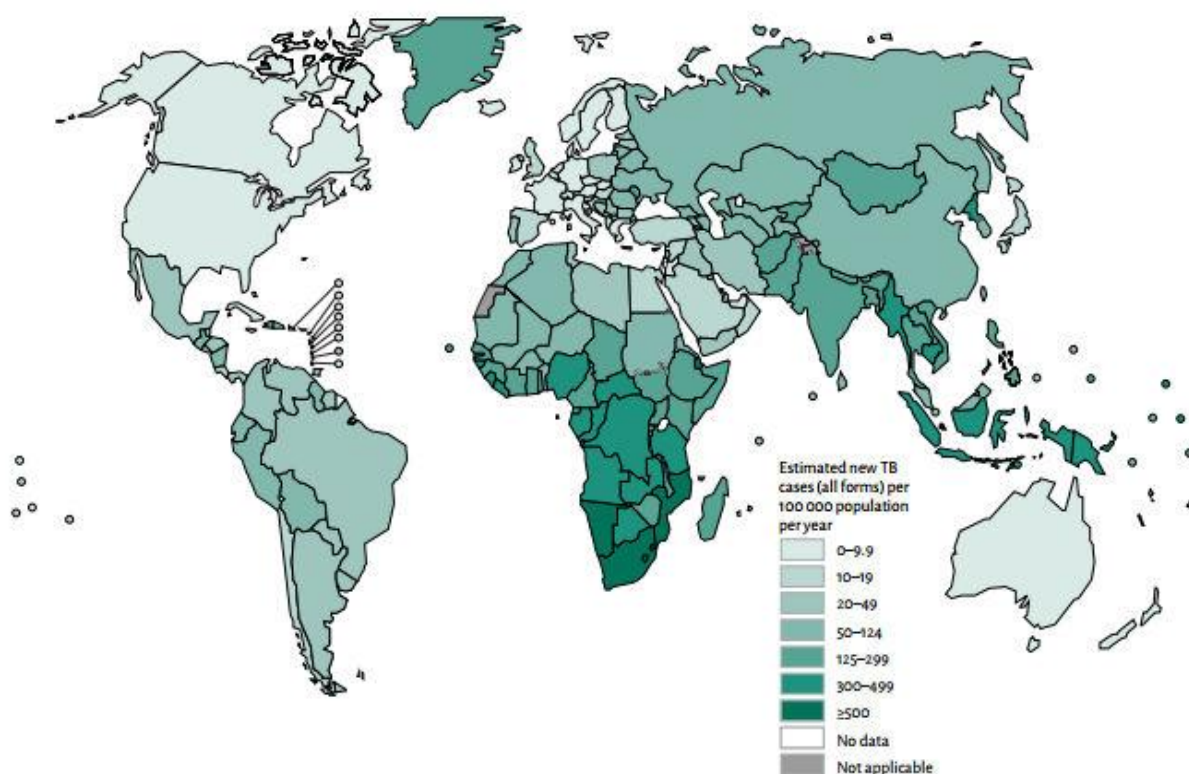 Estimated new TB
cases (all forms) per
100 000 population
per year
0–9.9
10–19
20–49
50–124
125–299
300–499
≥500
No data
Not applicable